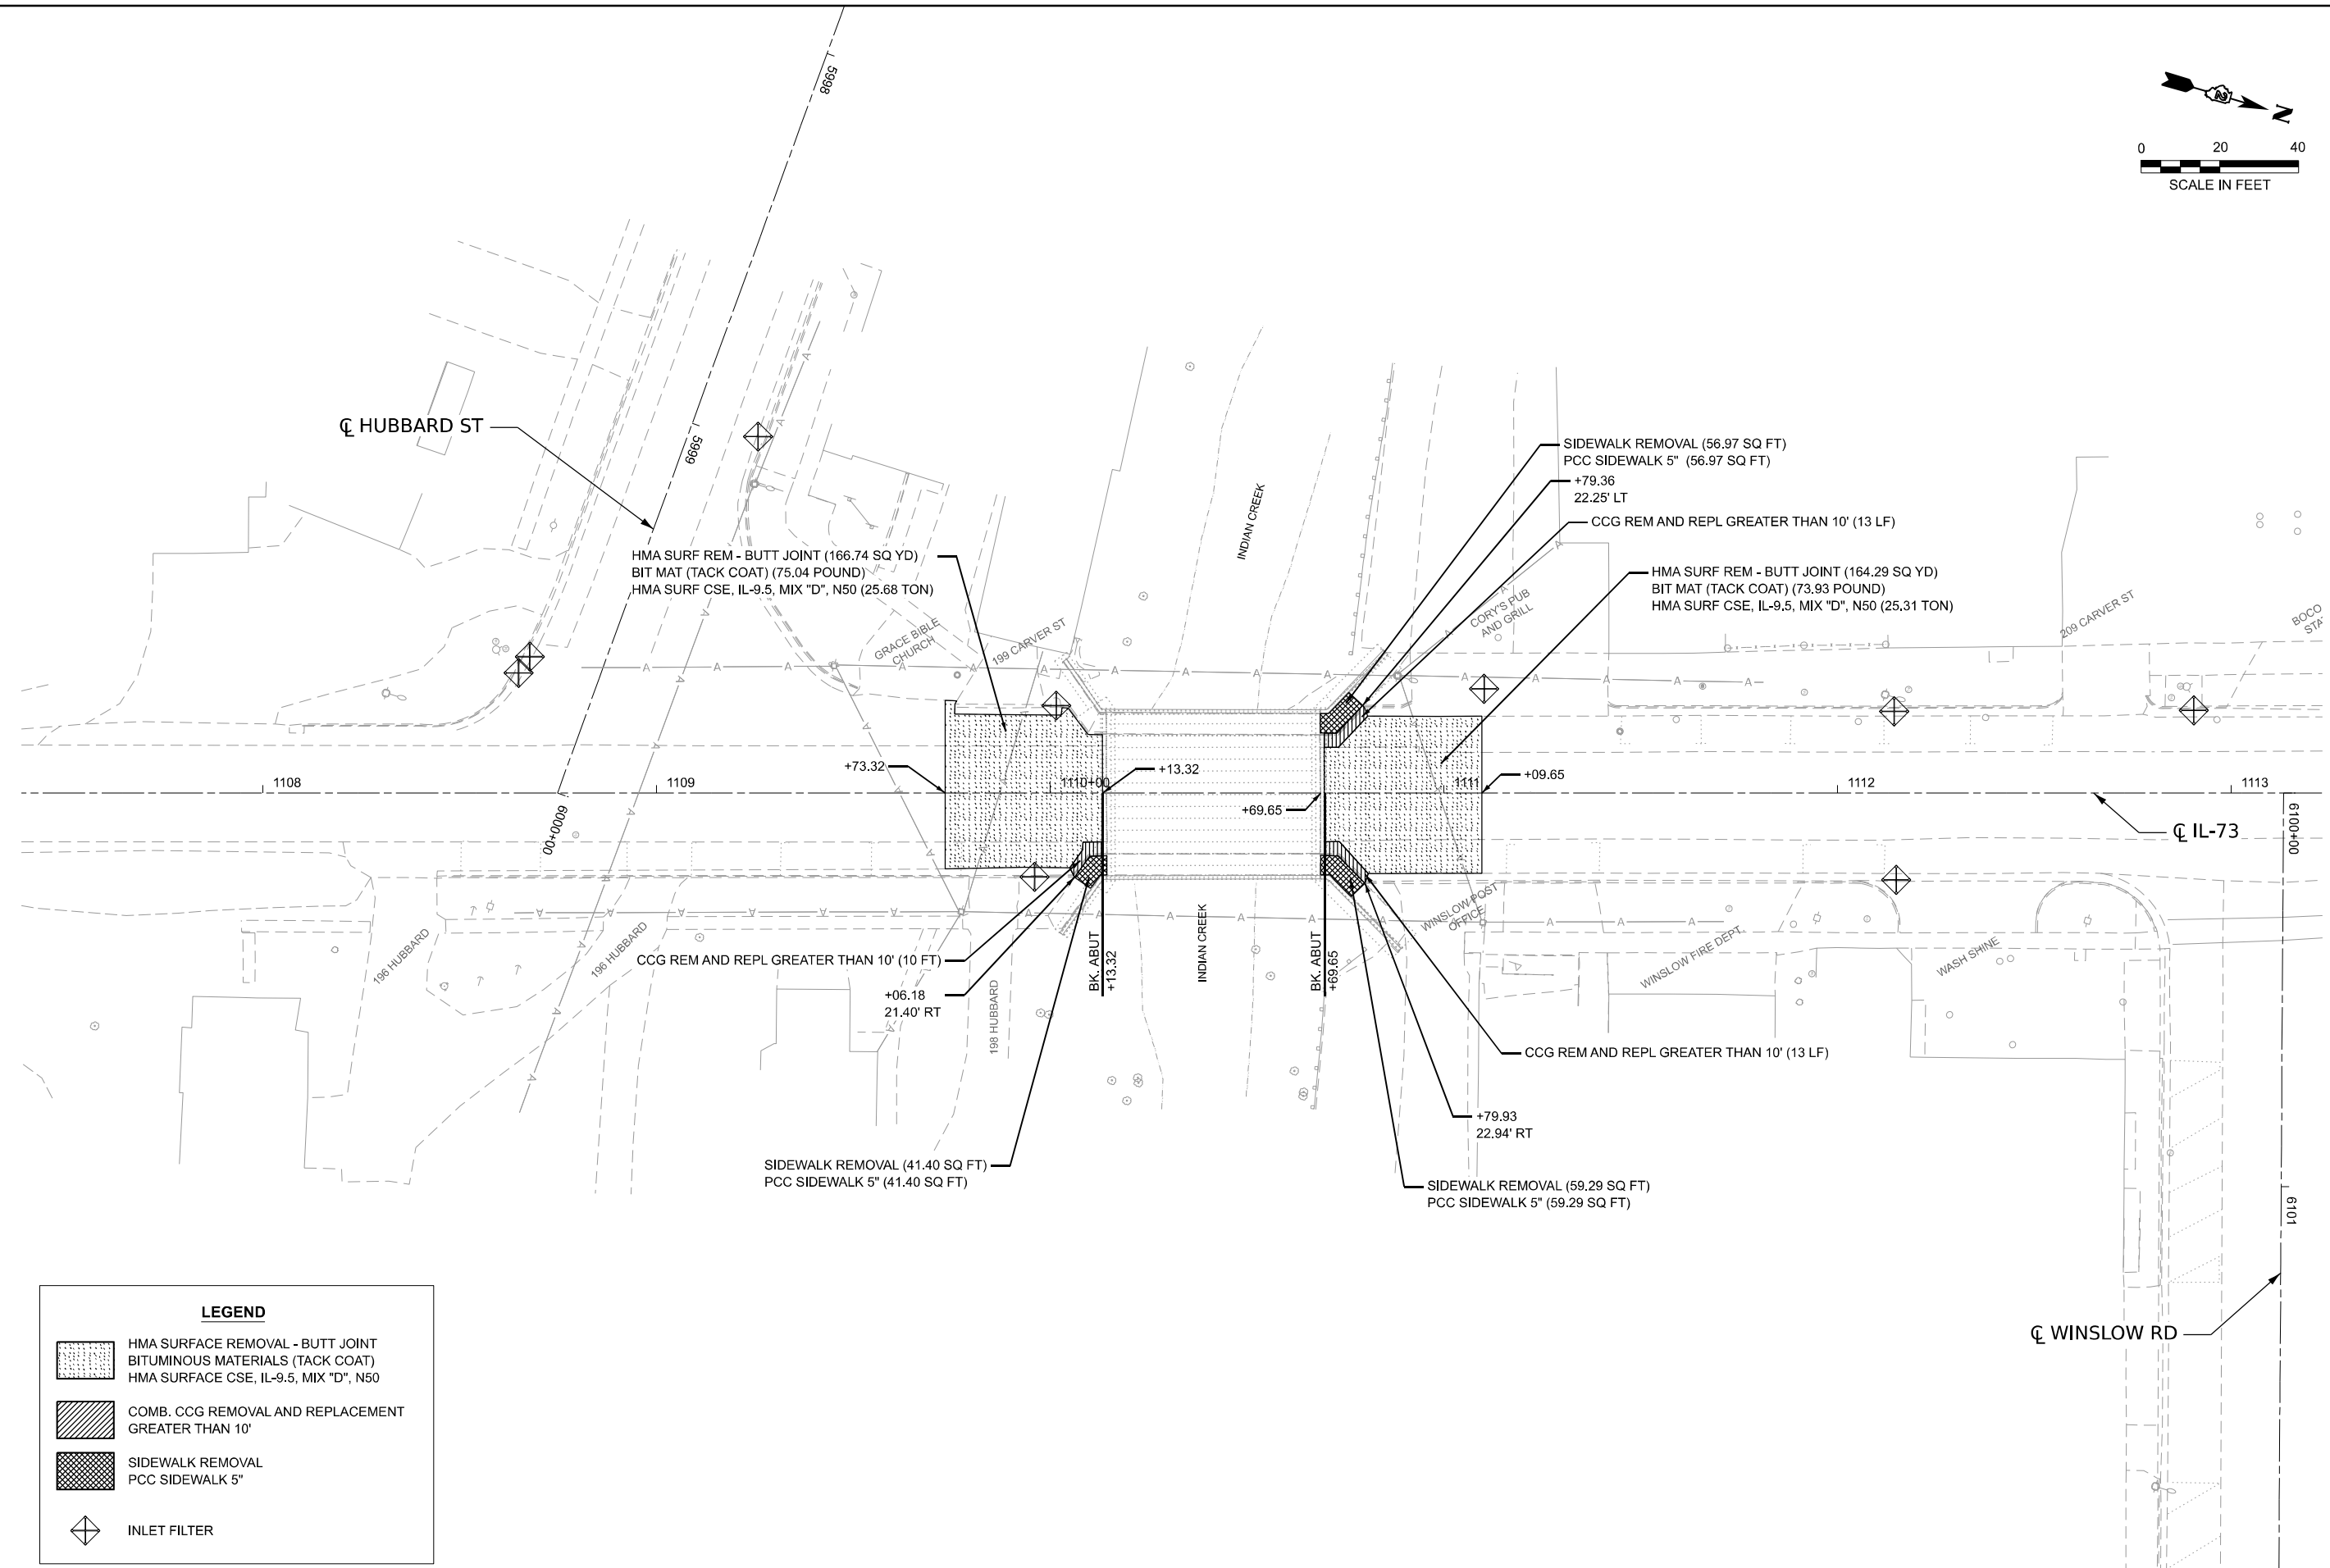 5998
N
0 20 40
SCALE IN FEET
℄ HUBBARD ST
5999
SIDEWALK REMOVAL (56.97 SQ FT)
PCC SIDEWALK 5" (56.97 SQ FT)
+79.36
22.25' LT
INDIAN CREEK
CCG REM AND REPL GREATER THAN 10' (13 LF)
HMA SURF REM - BUTT JOINT (166.74 SQ YD)
BIT MAT (TACK COAT) (75.04 POUND)
HMA SURF CSE, IL-9.5, MIX "D", N50 (25.68 TON)
HMA SURF REM - BUTT JOINT (164.29 SQ YD)
BIT MAT (TACK COAT) (73.93 POUND)
HMA SURF CSE, IL-9.5, MIX "D", N50 (25.31 TON)
GRACE BIBLE
CHURCH
199 CARVER ST
CORY'S PUB
AND GRILL
209 CARVER ST
BOCO
STA
+73.32
+13.32
+69.65
+09.65
1108
1109
1110+00
1111
1112
1113
6000+00
℄ IL-73
6100+00
196 HUBBARD
196 HUBBARD
CCG REM AND REPL GREATER THAN 10' (10 FT)
+06.18
21.40' RT
198 HUBBARD
BK. ABUT
+13.32
INDIAN CREEK
BK. ABUT
+69.65
WINSLOW POST
OFFICE
WINSLOW FIRE DEPT.
WASH SHINE
CCG REM AND REPL GREATER THAN 10' (13 LF)
+79.93
22.94' RT
SIDEWALK REMOVAL (41.40 SQ FT)
PCC SIDEWALK 5" (41.40 SQ FT)
SIDEWALK REMOVAL (59.29 SQ FT)
PCC SIDEWALK 5" (59.29 SQ FT)
6101
℄ WINSLOW RD
LEGEND
HMA SURFACE REMOVAL - BUTT JOINT
BITUMINOUS MATERIALS (TACK COAT)
HMA SURFACE CSE, IL-9.5, MIX "D", N50
COMB. CCG REMOVAL AND REPLACEMENT
GREATER THAN 10'
SIDEWALK REMOVAL
PCC SIDEWALK 5"
INLET FILTER